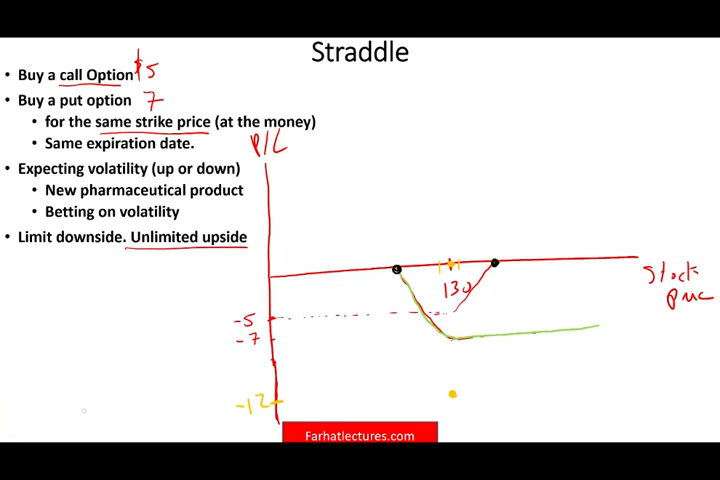 Straddle
• Buy a call Option $5
• Buy a put option 7
• for the same strike price (at the money)
• Same expiration date.
P/L
• Expecting volatility (up or down)
• New pharmaceutical product
• Betting on volatility
• Limit downside. Unlimited upside
130
Stock
price
-5
-7
-12
Farhatlectures.com